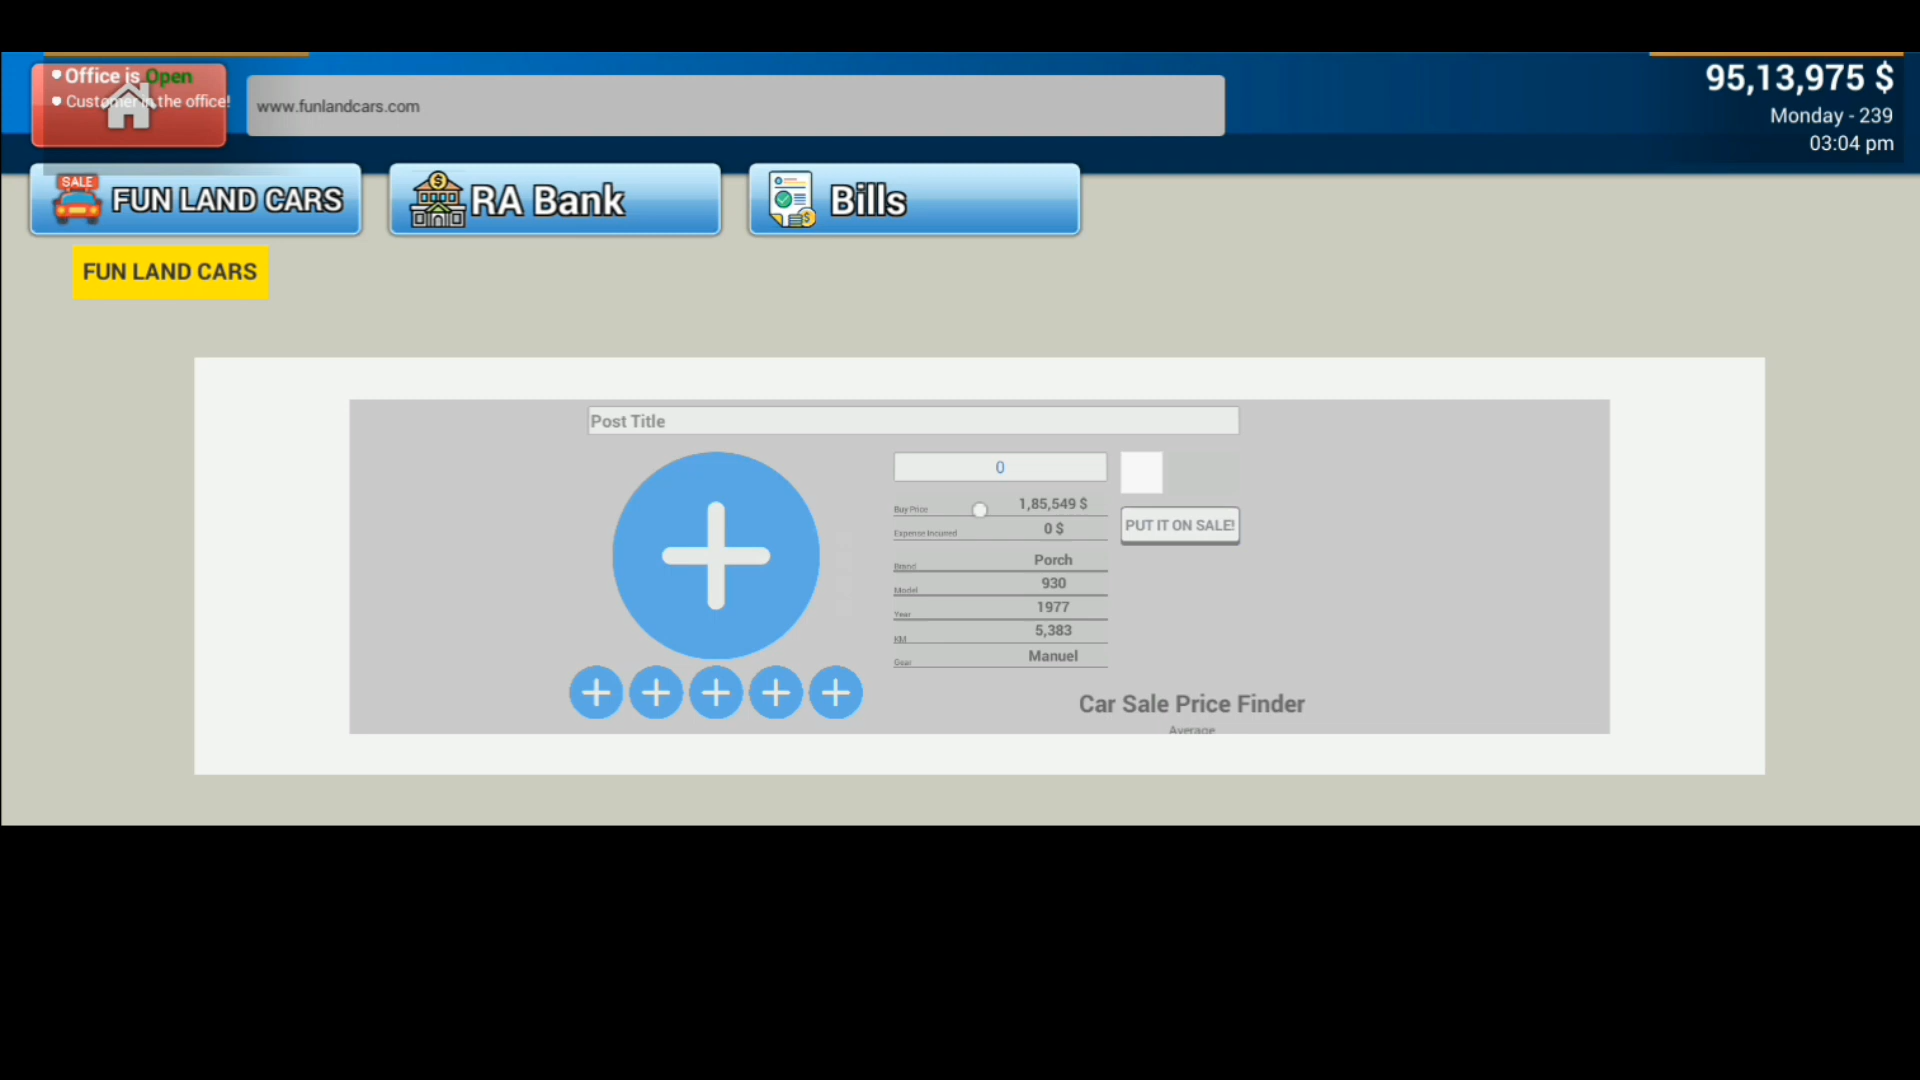 Office is Open
Customer in the office!
www.funlandcars.com
95,13,975 $
Monday - 239
03:04 pm
SALE
FUN LAND CARS
RA Bank
Bills
FUN LAND CARS
Post Title
0
Buy Price 1,85,549 $
Expense Incurred 0 $
PUT IT ON SALE!
Brand Porch
Model 930
Year 1977
KM 5,383
Gear Manuel
Car Sale Price Finder
Average